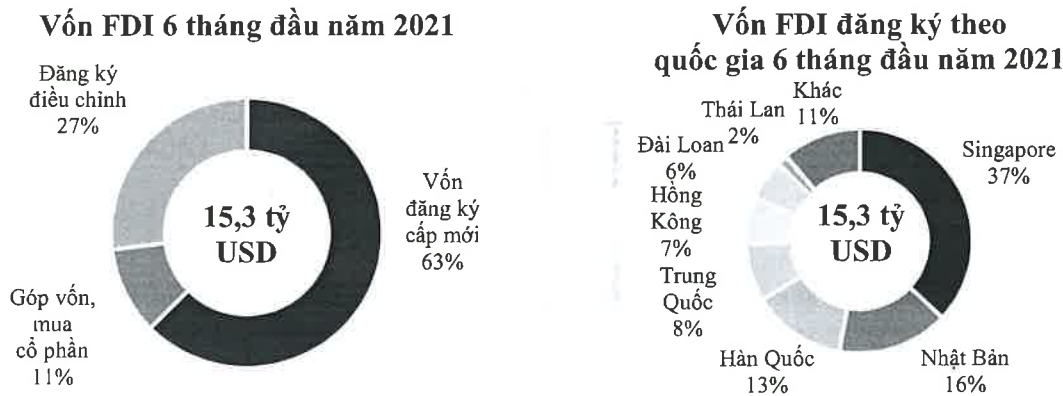 Vốn FDI 6 tháng đầu năm 2021
Đăng ký
điều chỉnh
27%
Vốn
đăng ký
cấp mới
63%
15,3 tỷ
USD
Góp vốn,
mua
cổ phần
11%
Vốn FDI đăng ký theo
quốc gia 6 tháng đầu năm 2021
Khác
11%
Thái Lan
2%
Đài Loan
6%
Hồng
Kông
7%
Trung
Quốc
8%
Hàn Quốc
13%
Nhật Bản
16%
Singapore
37%
15,3 tỷ
USD